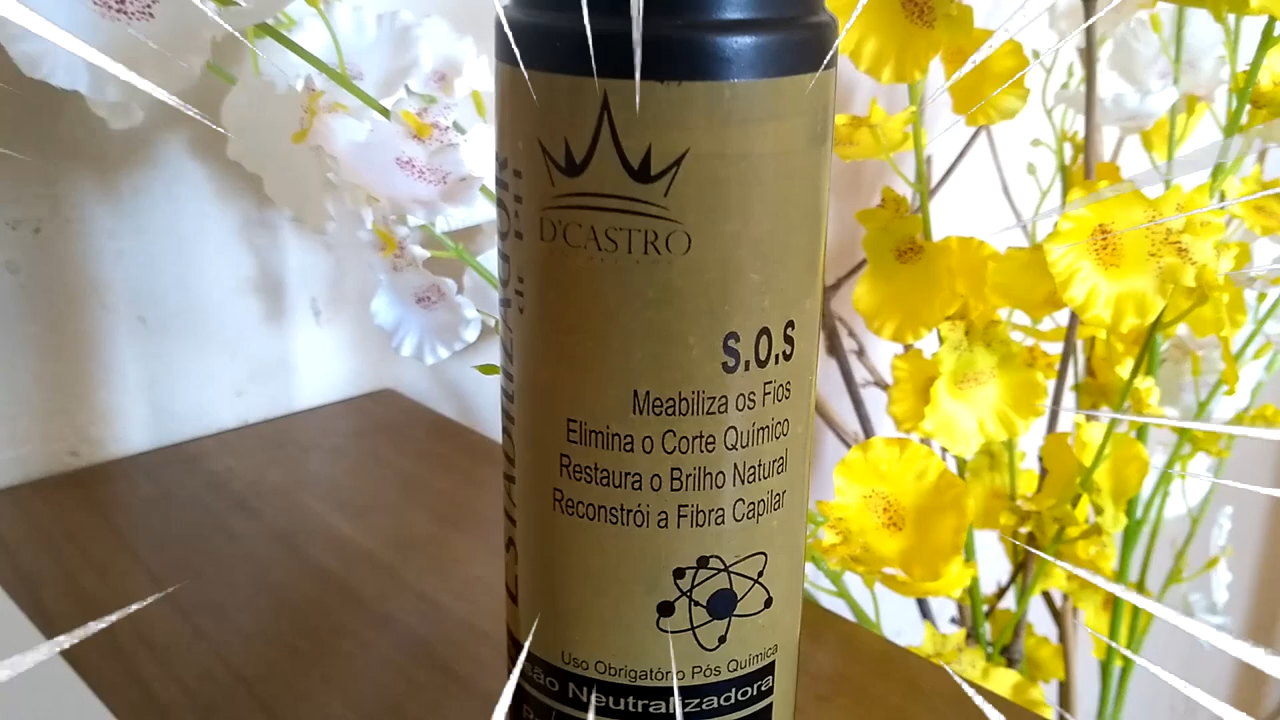 D'CASTRO
S.O.S
Meabiliza os Fios
Elimina o Corte Químico
Restaura o Brilho Natural
Reconstrói a Fibra Capilar
Uso Obrigatório Pós Química
Neutralizadora